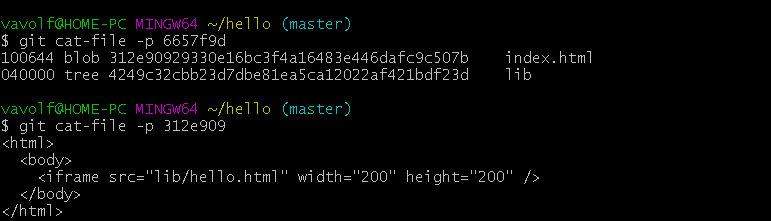 vavolf@HOME-PC MINGW64 ~/hello (master)
$ git cat-file -p 6657f9d
100644 blob 312e90929330e16bc3f4a16483e446dafc9c507b    index.html
040000 tree 4249c32cbb23d7dbe81ea5ca12022af421bdf23d    lib

vavolf@HOME-PC MINGW64 ~/hello (master)
$ git cat-file -p 312e909
<html>
  <body>
    <iframe src="lib/hello.html" width="200" height="200" />
  </body>
</html>